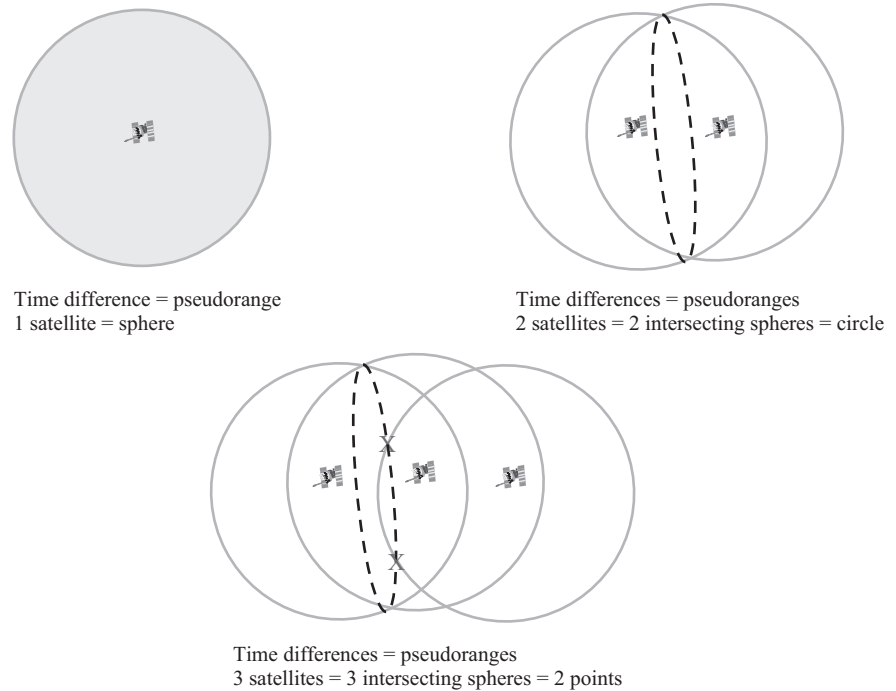 Time difference = pseudorange
1 satellite = sphere
Time differences = pseudoranges
2 satellites = 2 intersecting spheres = circle
X
X
Time differences = pseudoranges
3 satellites = 3 intersecting spheres = 2 points